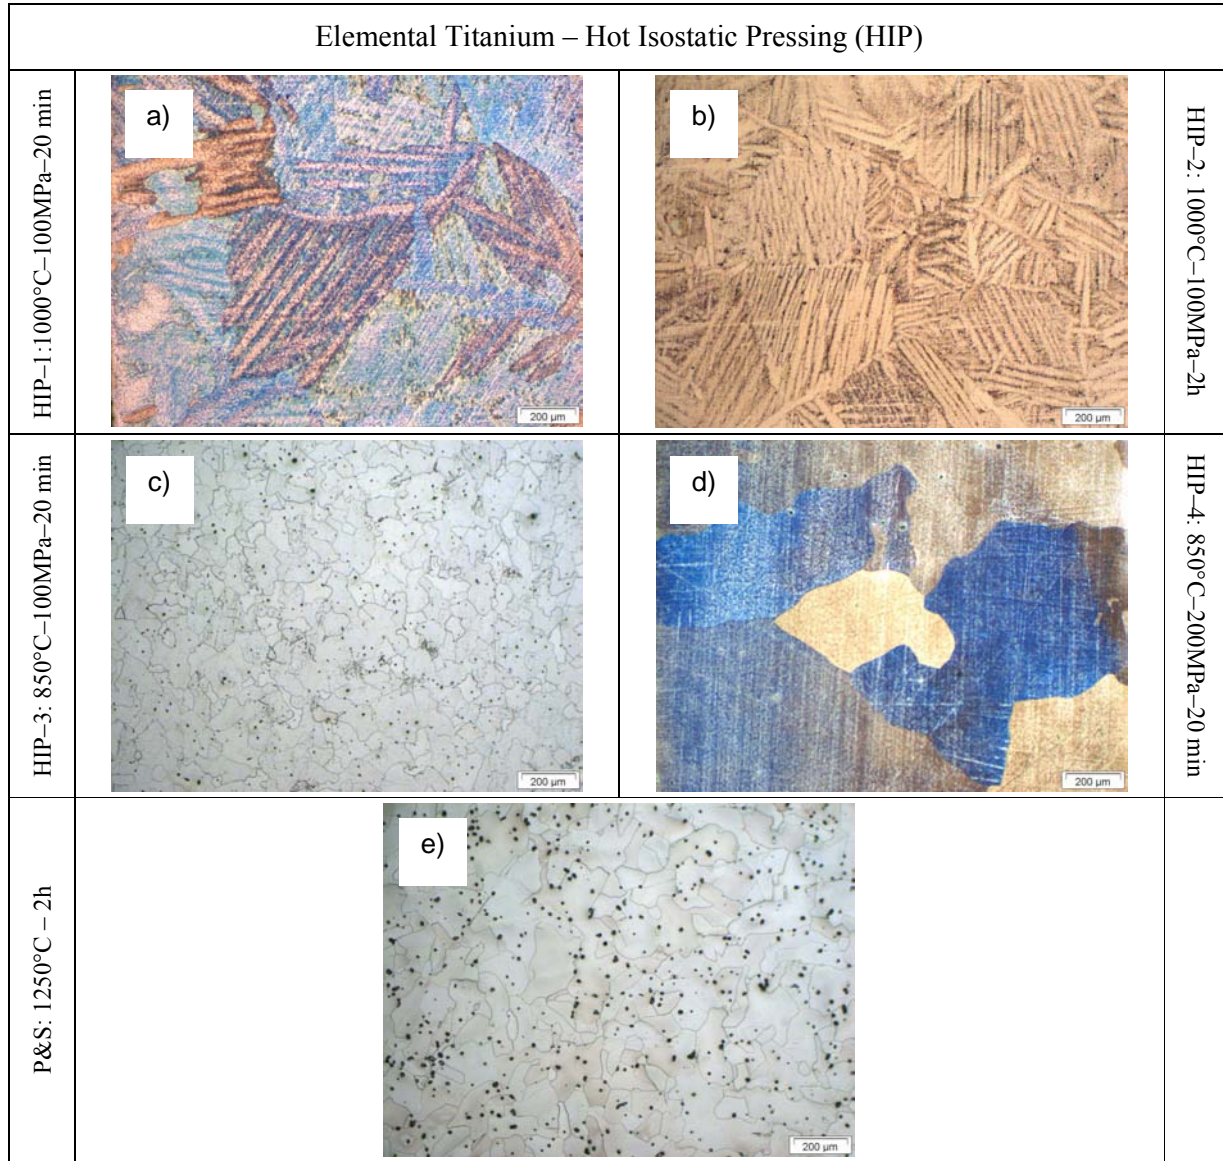 Elemental Titanium – Hot Isostatic Pressing (HIP)
HIP–1:1000°C–100MPa–20 min
a)
200 µm
b)
200 µm
HIP–2: 1000°C–100MPa–2h
HIP–3: 850°C–100MPa–20 min
c)
200 µm
d)
200 µm
HIP–4: 850°C–200MPa–20 min
P&S: 1250°C – 2h
e)
200 µm